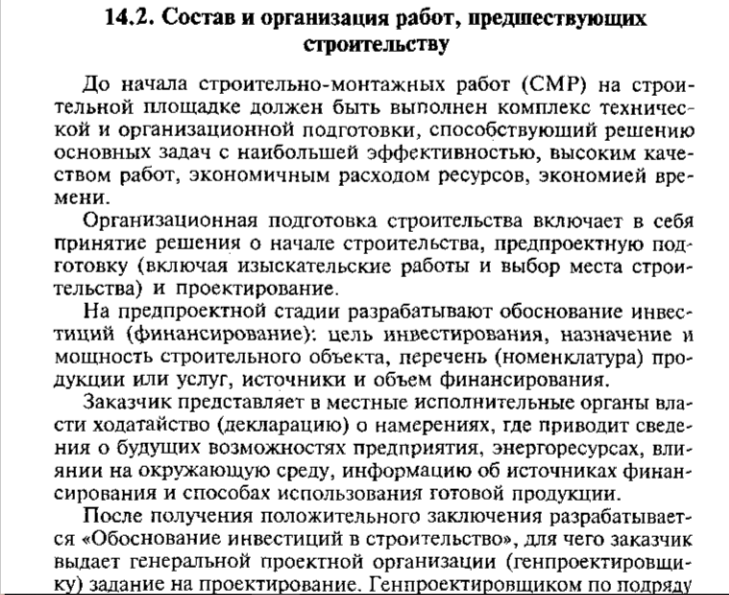 14.2. Состав и организация работ, предшествующих
строительству
До начала строительно-монтажных работ (СМР) на строи-
тельной площадке должен быть выполнен комплекс техничес-
кой и организационной подготовки, способствующий решению
основных задач с наибольшей эффективностью, высоким каче-
ством работ, экономичным расходом ресурсов, экономией вре-
мени.
Организационная подготовка строительства включает в себя
принятие решения о начале строительства, предпроектную под-
готовку (включая изыскательские работы и выбор места строи-
тельства) и проектирование.
На предпроектной стадии разрабатывают обоснование инвес-
тиций (финансирование): цель инвестирования, назначение и
мощность строительного объекта, перечень (номенклатура) про-
дукции или услуг, источники и объем финансирования.
Заказчик представляет в местные исполнительные органы вла-
сти ходатайство (декларацию) о намерениях, где приводит сведе-
ния о будущих возможностях предприятия, энергоресурсах, вли-
янии на окружающую среду, информацию об источниках финан-
сирования и способах использования готовой продукции.
После получения положительного заключения разрабатывает-
ся «Обоснование инвестиций в строительство», для чего заказчик
выдает генеральной проектной организации (генпроектировщи-
ку) задание на проектирование. Генпроектировщиком по подряду